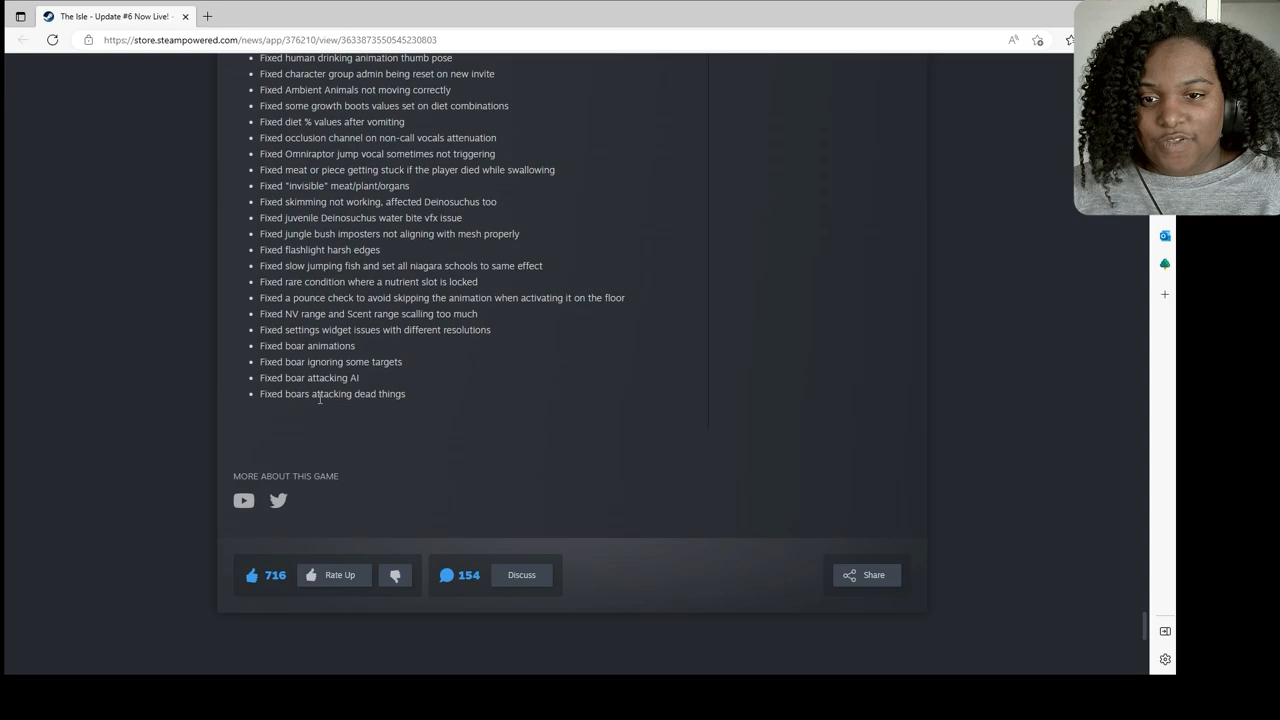 The Isle - Update #6 Now Live! -
https://store.steampowered.com/news/app/376210/view/3633873550545230803
Fixed human drinking animation thumb pose
Fixed character group admin being reset on new invite
Fixed Ambient Animals not moving correctly
Fixed some growth boots values set on diet combinations
Fixed diet % values after vomiting
Fixed occlusion channel on non-call vocals attenuation
Fixed Omniraptor jump vocal sometimes not triggering
Fixed meat or piece getting stuck if the player died while swallowing
Fixed "Invisible" meat/plant/organs
Fixed skimming not working, affected Deinosuchus too
Fixed juvenile Deinosuchus water bite vfx issue
Fixed jungle bush imposters not aligning with mesh properly
Fixed flashlight harsh edges
Fixed slow jumping fish and set all niagara schools to same effect
Fixed rare condition where a nutrient slot is locked
Fixed a pounce check to avoid skipping the animation when activating it on the floor
Fixed NV range and Scent range scalling too much
Fixed settings widget issues with different resolutions
Fixed boar animations
Fixed boar ignoring some targets
Fixed boar attacking AI
Fixed boars attacking dead things
MORE ABOUT THIS GAME
716 Rate Up 154 Discuss Share